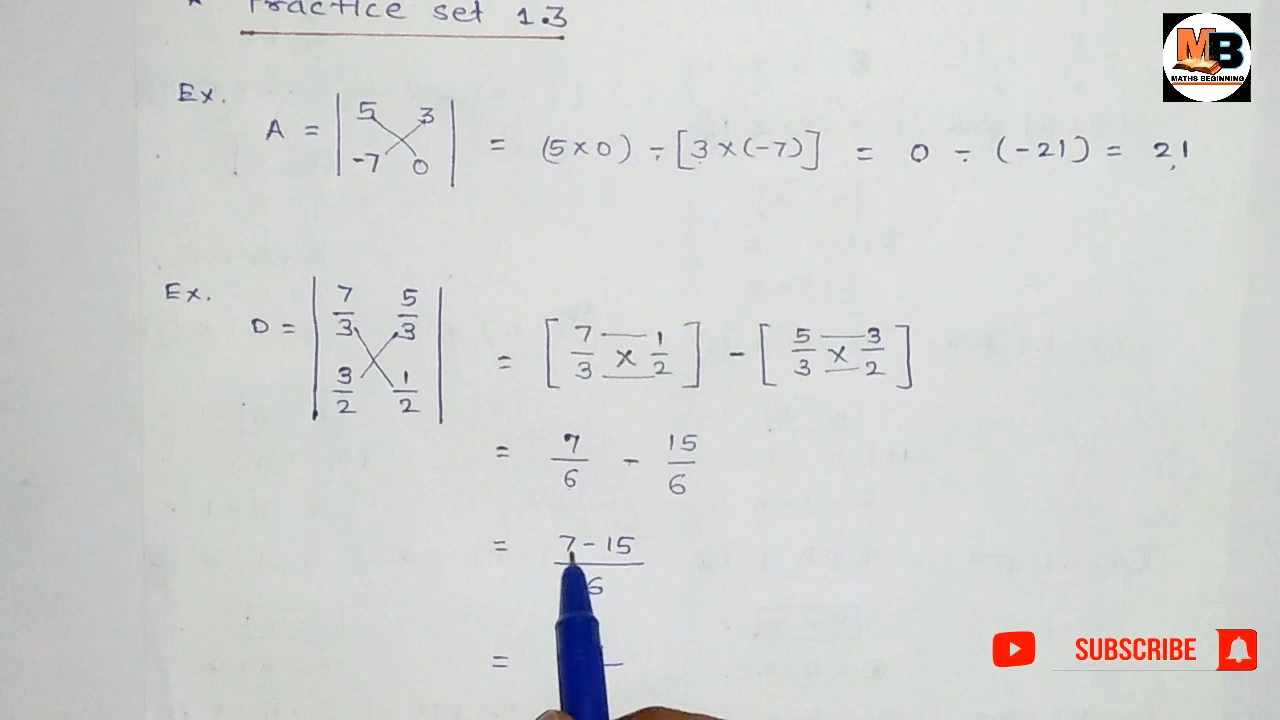 * Practice set 1.3
MB
MATHS BEGINNING
Ex.
A = | 5 3 | = (5×0) ÷ [3×(-7)] = 0 ÷ (-21) = 21
| -7 0 |
Ex.
D = | 7/3 5/3 | = [7/3 × 1/2] - [5/3 × 3/2]
| 3/2 1/2 |
= 7/6 - 15/6
= 7-15/6
=
SUBSCRIBE